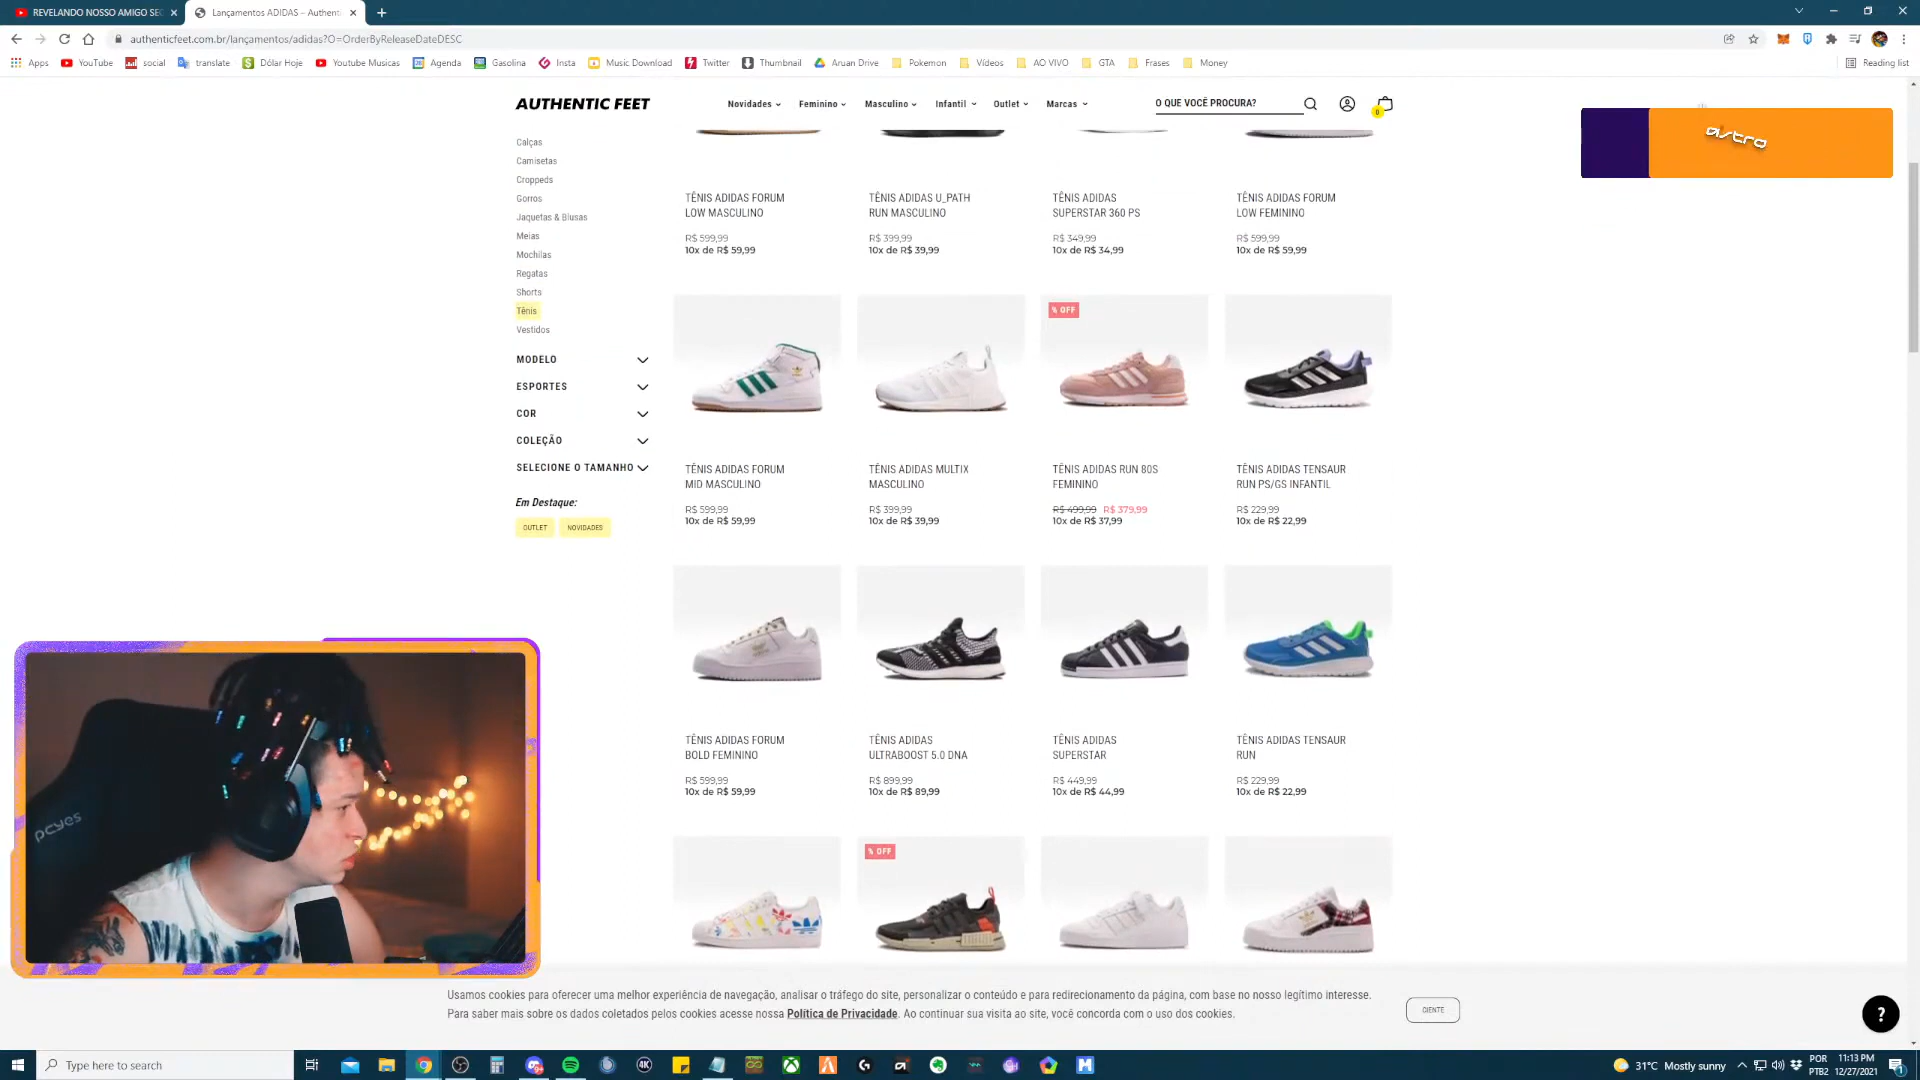 REVELANDO NOSSO AMIGO SEC
Lançamentos ADIDAS – Authenti
authenticfeet.com.br/lançamentos/adidas?O=OrderByReleaseDateDESC
Apps YouTube social translate Dólar Hoje Youtube Musicas Agenda Gasolina Insta Music Download Twitter Thumbnail Aruan Drive Pokemon Vídeos AO VIVO GTA Frases Money Reading list
AUTHENTIC FEET
Novidades Feminino Masculino Infantil Outlet Marcas
O QUE VOCÊ PROCURA?
0
astro
Calças
Camisetas
Croppeds
Gorros
Jaquetas & Blusas
Meias
Mochilas
Regatas
Shorts
Tênis
Vestidos
MODELO
ESPORTES
COR
COLEÇÃO
SELECIONE O TAMANHO
Em Destaque:
OUTLET NOVIDADES
TÊNIS ADIDAS FORUM
LOW MASCULINO
R$ 599,99
10x de R$ 59,99
TÊNIS ADIDAS U_PATH
RUN MASCULINO
R$ 399,99
10x de R$ 39,99
TÊNIS ADIDAS
SUPERSTAR 360 PS
R$ 349,99
10x de R$ 34,99
TÊNIS ADIDAS FORUM
LOW FEMININO
R$ 599,99
10x de R$ 59,99
TÊNIS ADIDAS FORUM
MID MASCULINO
R$ 599,99
10x de R$ 59,99
TÊNIS ADIDAS MULTIX
MASCULINO
R$ 399,99
10x de R$ 39,99
% OFF
TÊNIS ADIDAS RUN 80S
FEMININO
R$ 499,99 R$ 379,99
10x de R$ 37,99
TÊNIS ADIDAS TENSAUR
RUN PS/GS INFANTIL
R$ 229,99
10x de R$ 22,99
TÊNIS ADIDAS FORUM
BOLD FEMININO
R$ 599,99
10x de R$ 59,99
TÊNIS ADIDAS
ULTRABOOST 5.0 DNA
R$ 899,99
10x de R$ 89,99
TÊNIS ADIDAS
SUPERSTAR
R$ 449,99
10x de R$ 44,99
TÊNIS ADIDAS TENSAUR
RUN
R$ 229,99
10x de R$ 22,99
% OFF
pcyes
Usamos cookies para oferecer uma melhor experiência de navegação, analisar o tráfego do site, personalizar o conteúdo e para redirecionamento da página, com base no nosso legítimo interesse.
Para saber mais sobre os dados coletados pelos cookies acesse nossa Política de Privacidade. Ao continuar sua visita ao site, você concorda com o uso dos cookies.
CIENTE
?
Type here to search
31°C Mostly sunny
POR
PTB2
11:13 PM
12/27/2021